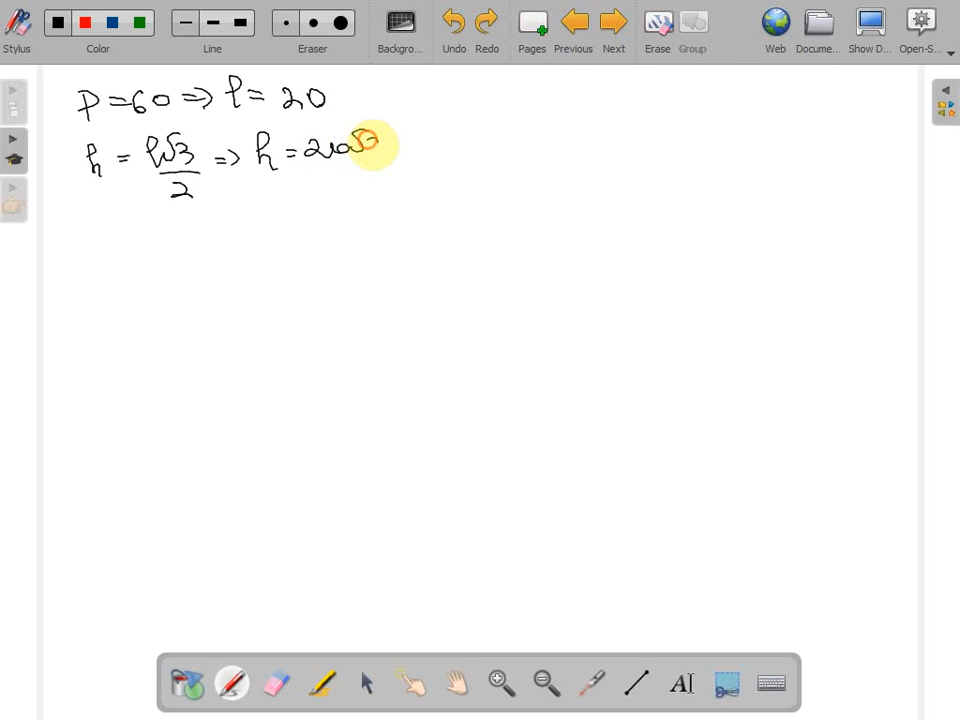 Stylus Color Line Eraser Backgro... Undo Redo Pages Previous Next Erase Group Web Docume... Show D... Open-S...
P = 60 => l = 20
h = l√3/2 => h = 20√